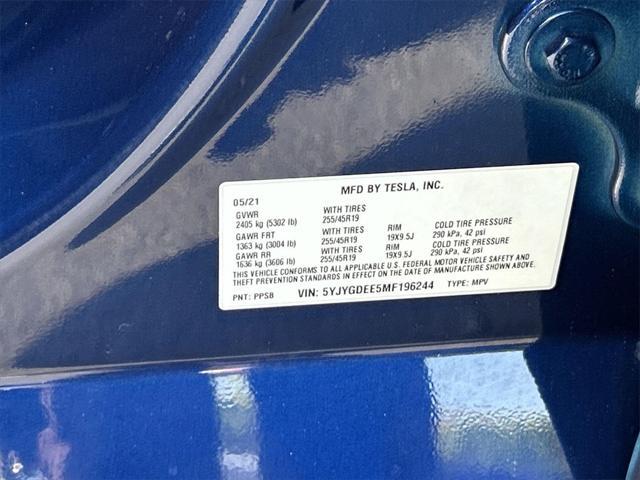 MFD BY TESLA, INC.
05/21
GVWR WITH TIRES
2405 kg (5302 lb) 255/45R19
GAWR FRT WITH TIRES RIM COLD TIRE PRESSURE
1363 kg (3004 lb) 255/45R19 19X9.5J 290 kPa, 42 psi
GAWR RR WITH TIRES RIM COLD TIRE PRESSURE
1636 kg (3606 lb) 255/45R19 19X9.5J 290 kPa, 42 psi
THIS VEHICLE CONFORMS TO ALL APPLICABLE U.S. FEDERAL MOTOR VEHICLE SAFETY AND
THEFT PREVENTION STANDARDS IN EFFECT ON THE DATE OF MANUFACTURE SHOWN ABOVE.
PNT: PPSB VIN: 5YJYGDEE5MF196244 TYPE: MPV